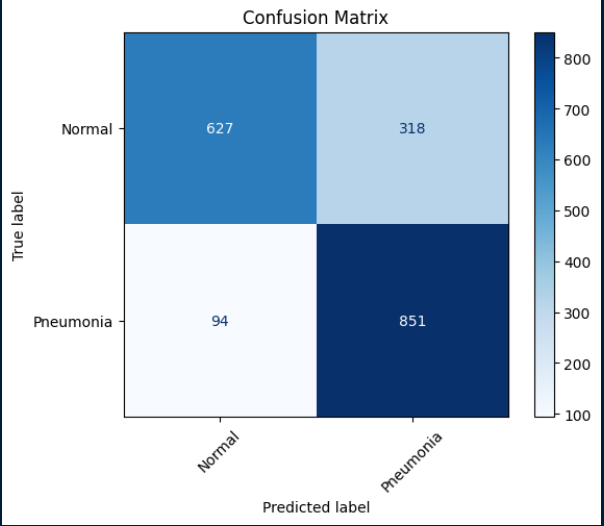 Confusion Matrix
Normal
627
318
800
700
600
500
400
300
200
100
True label
Pneumonia
94
851
Normal
Pneumonia
Predicted label